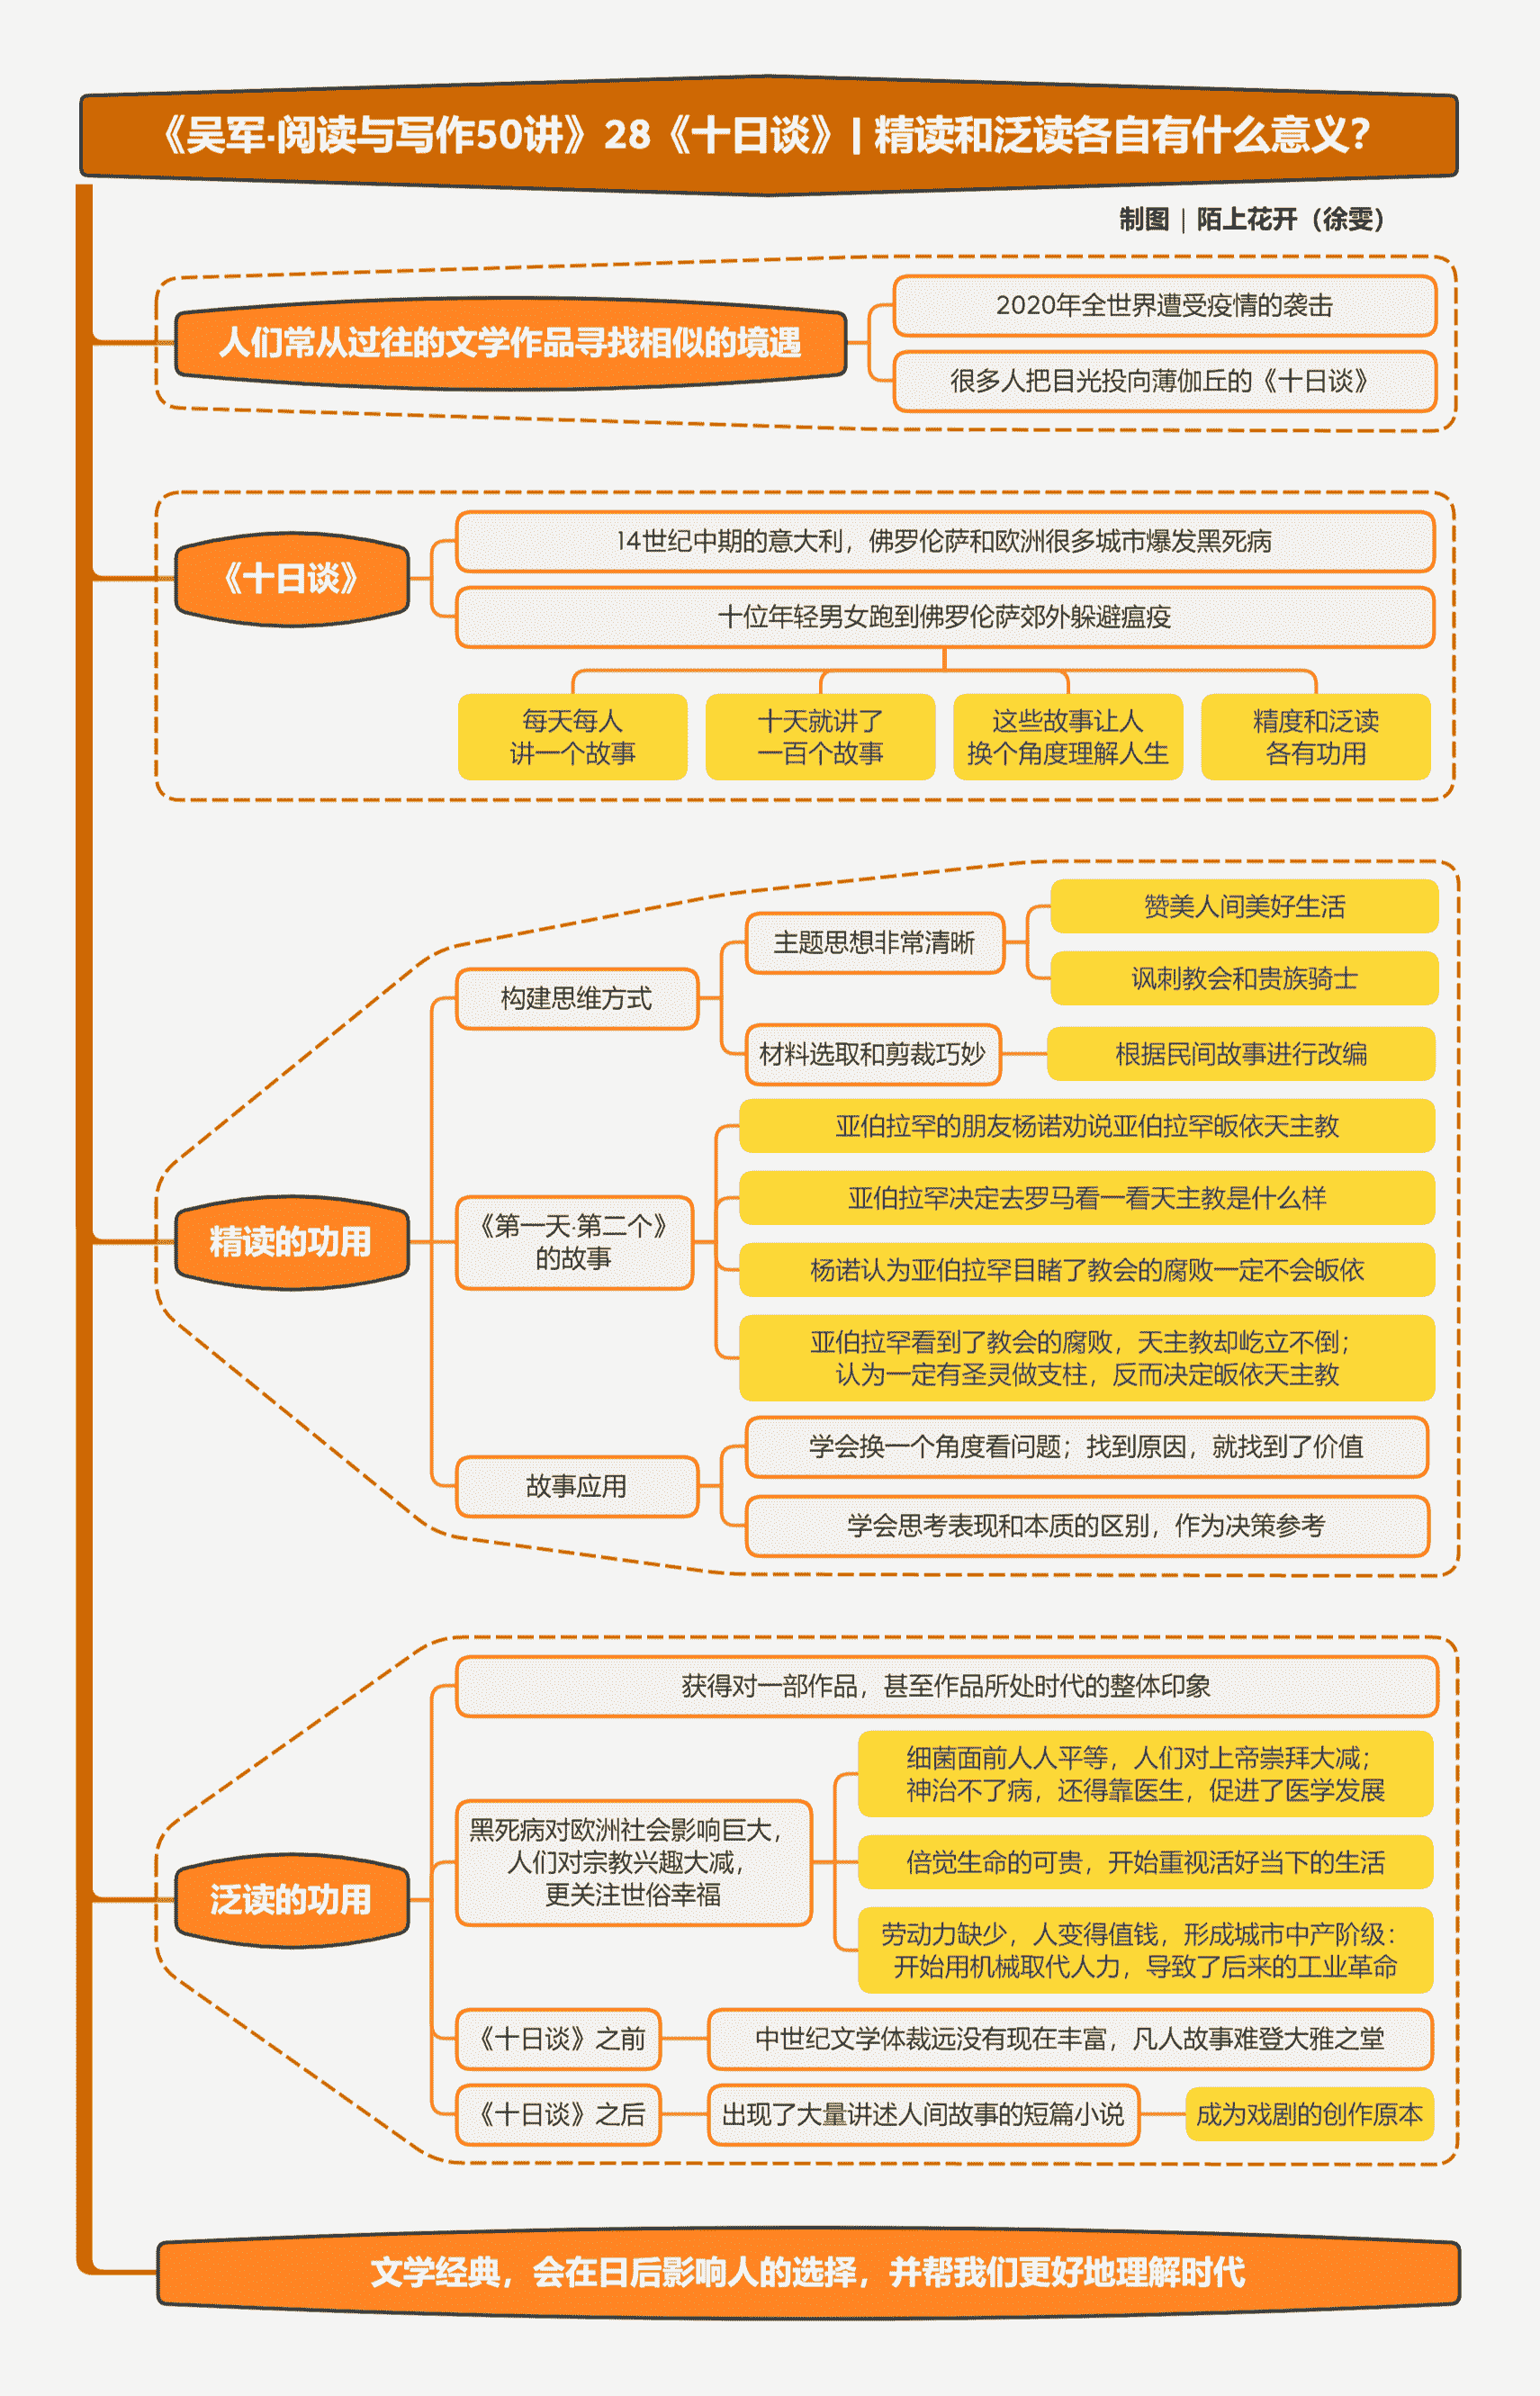 《吴军·阅读与写作50讲》28《十日谈》| 精读和泛读各自有什么意义？
制图｜陌上花开（徐雯）
人们常从过往的文学作品寻找相似的境遇
2020年全世界遭受疫情的袭击
很多人把目光投向薄伽丘的《十日谈》
《十日谈》
14世纪中期的意大利，佛罗伦萨和欧洲很多城市爆发黑死病
十位年轻男女跑到佛罗伦萨郊外躲避瘟疫
每天每人
讲一个故事
十天就讲了
一百个故事
这些故事让人
换个角度理解人生
精度和泛读
各有功用
精读的功用
构建思维方式
主题思想非常清晰
赞美人间美好生活
讽刺教会和贵族骑士
材料选取和剪裁巧妙
根据民间故事进行改编
《第一天·第二个》
的故事
亚伯拉罕的朋友杨诺劝说亚伯拉罕皈依天主教
亚伯拉罕决定去罗马看一看天主教是什么样
杨诺认为亚伯拉罕目睹了教会的腐败一定不会皈依
亚伯拉罕看到了教会的腐败，天主教却屹立不倒；
认为一定有圣灵做支柱，反而决定皈依天主教
故事应用
学会换一个角度看问题；找到原因，就找到了价值
学会思考表现和本质的区别，作为决策参考
泛读的功用
获得对一部作品，甚至作品所处时代的整体印象
黑死病对欧洲社会影响巨大，
人们对宗教兴趣大减，
更关注世俗幸福
细菌面前人人平等，人们对上帝崇拜大减；
神治不了病，还得靠医生，促进了医学发展
倍觉生命的可贵，开始重视活好当下的生活
劳动力缺少，人变得值钱，形成城市中产阶级：
开始用机械取代人力，导致了后来的工业革命
《十日谈》之前
中世纪文学体裁远没有现在丰富，凡人故事难登大雅之堂
《十日谈》之后
出现了大量讲述人间故事的短篇小说
成为戏剧的创作原本
文学经典，会在日后影响人的选择，并帮我们更好地理解时代